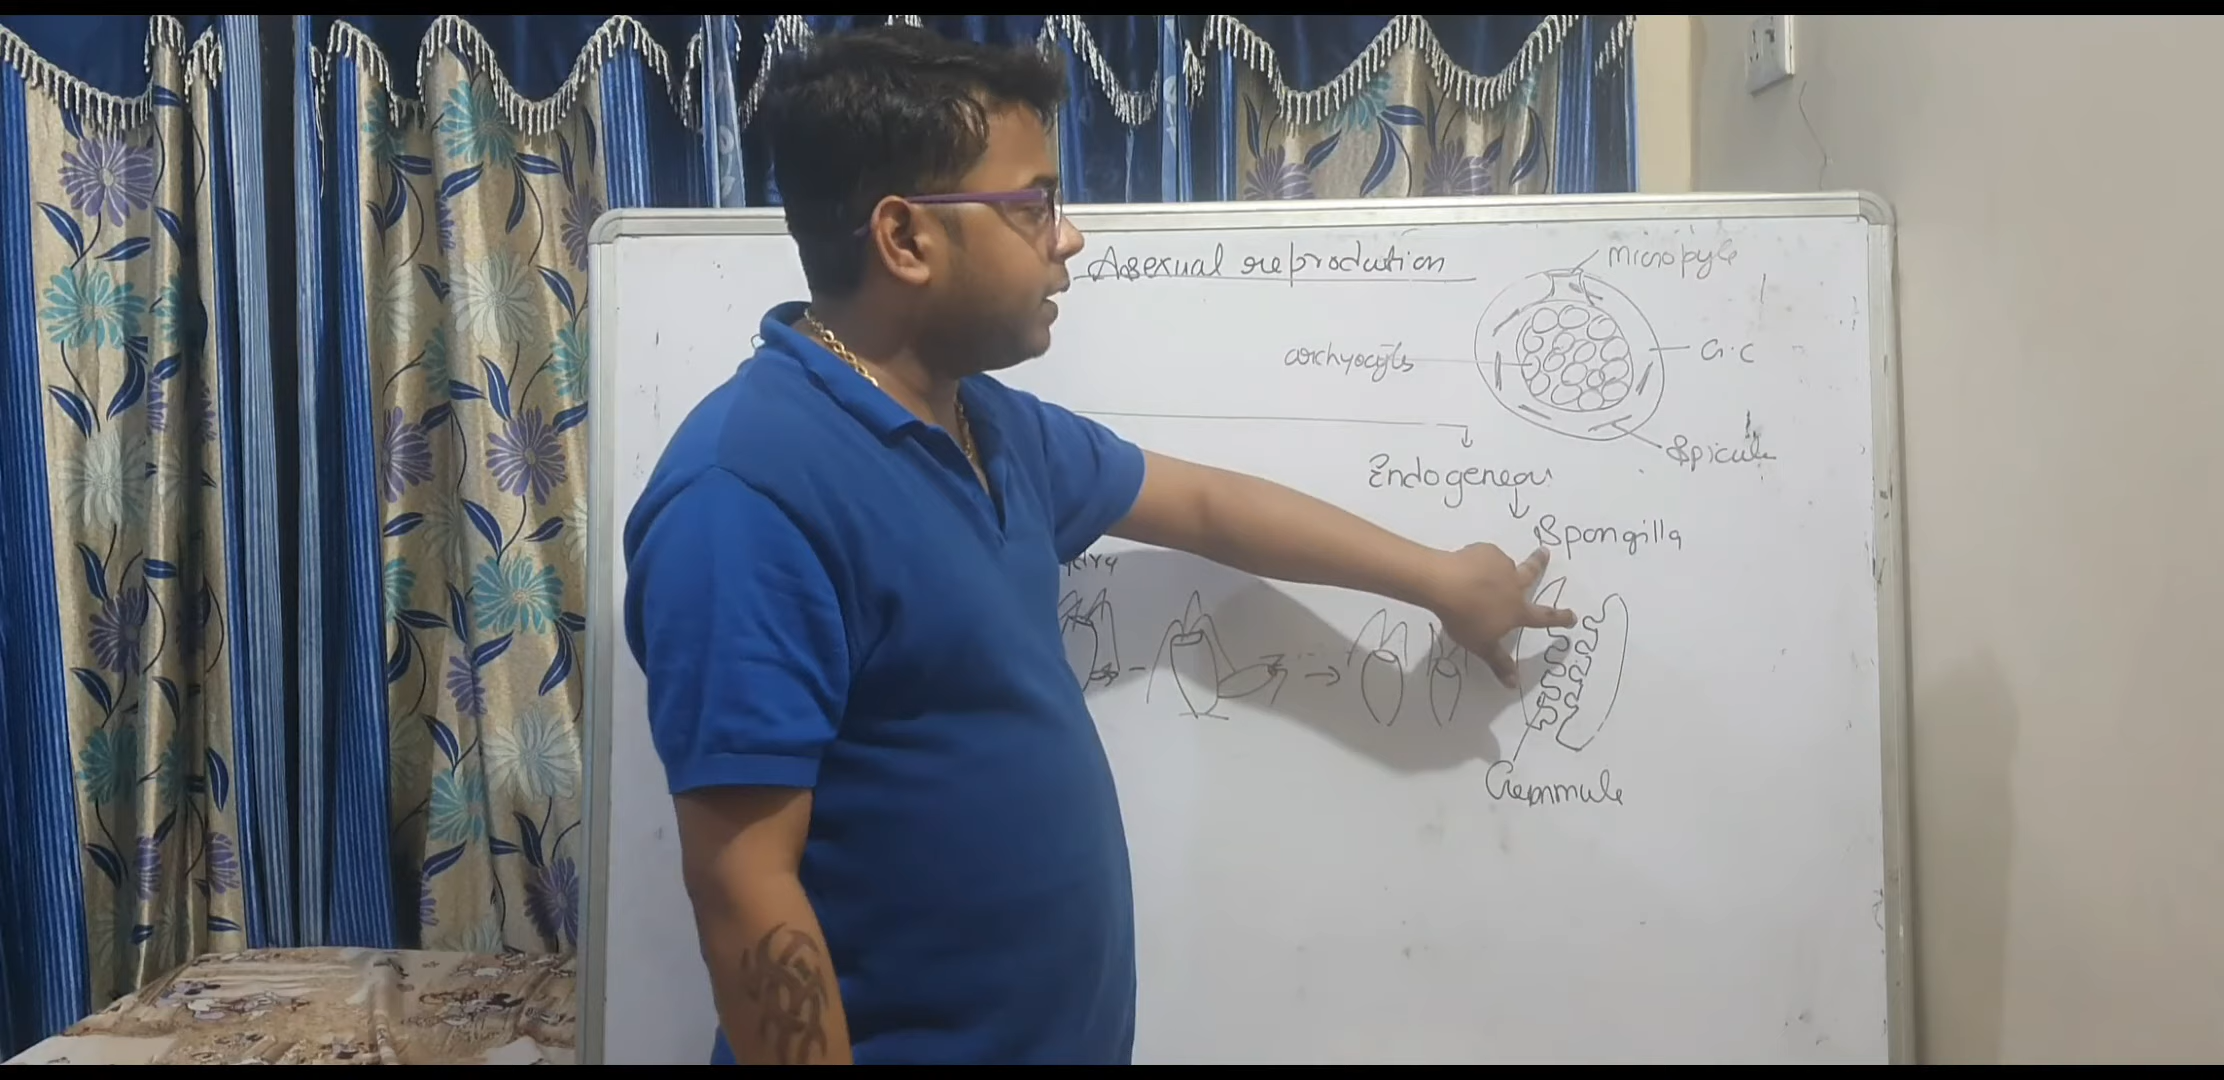 Asexual reproduction
Micropyle
archyocyts
G.C
Spicule
Endogeneous
Spongilla
Gemmule